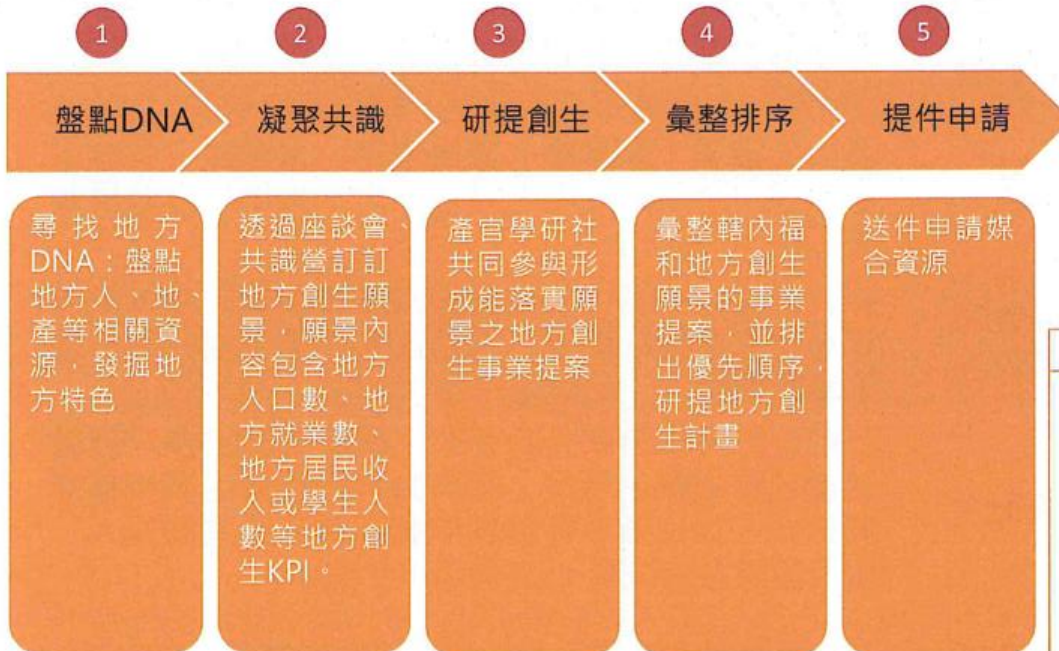 1
2
3
4
5
盤點DNA
凝聚共識
研提創生
彙整排序
提件申請
尋找地方
DNA：盤點
地方人、地、
產等相關資
源，發掘地
方特色
透過座談會、
共識營訂訂
地方創生願
景，願景內
容包含地方
人口數、地
方就業數、
地方居民收
入或學生人
數等地方創
生KPI。
產官學研社
共同參與形
成能落實願
景之地方創
生事業提案
彙整轄內福
和地方創生
願景的事業
提案，並排
出優先順序，
研提地方創
生計畫
送件申請媒
合資源